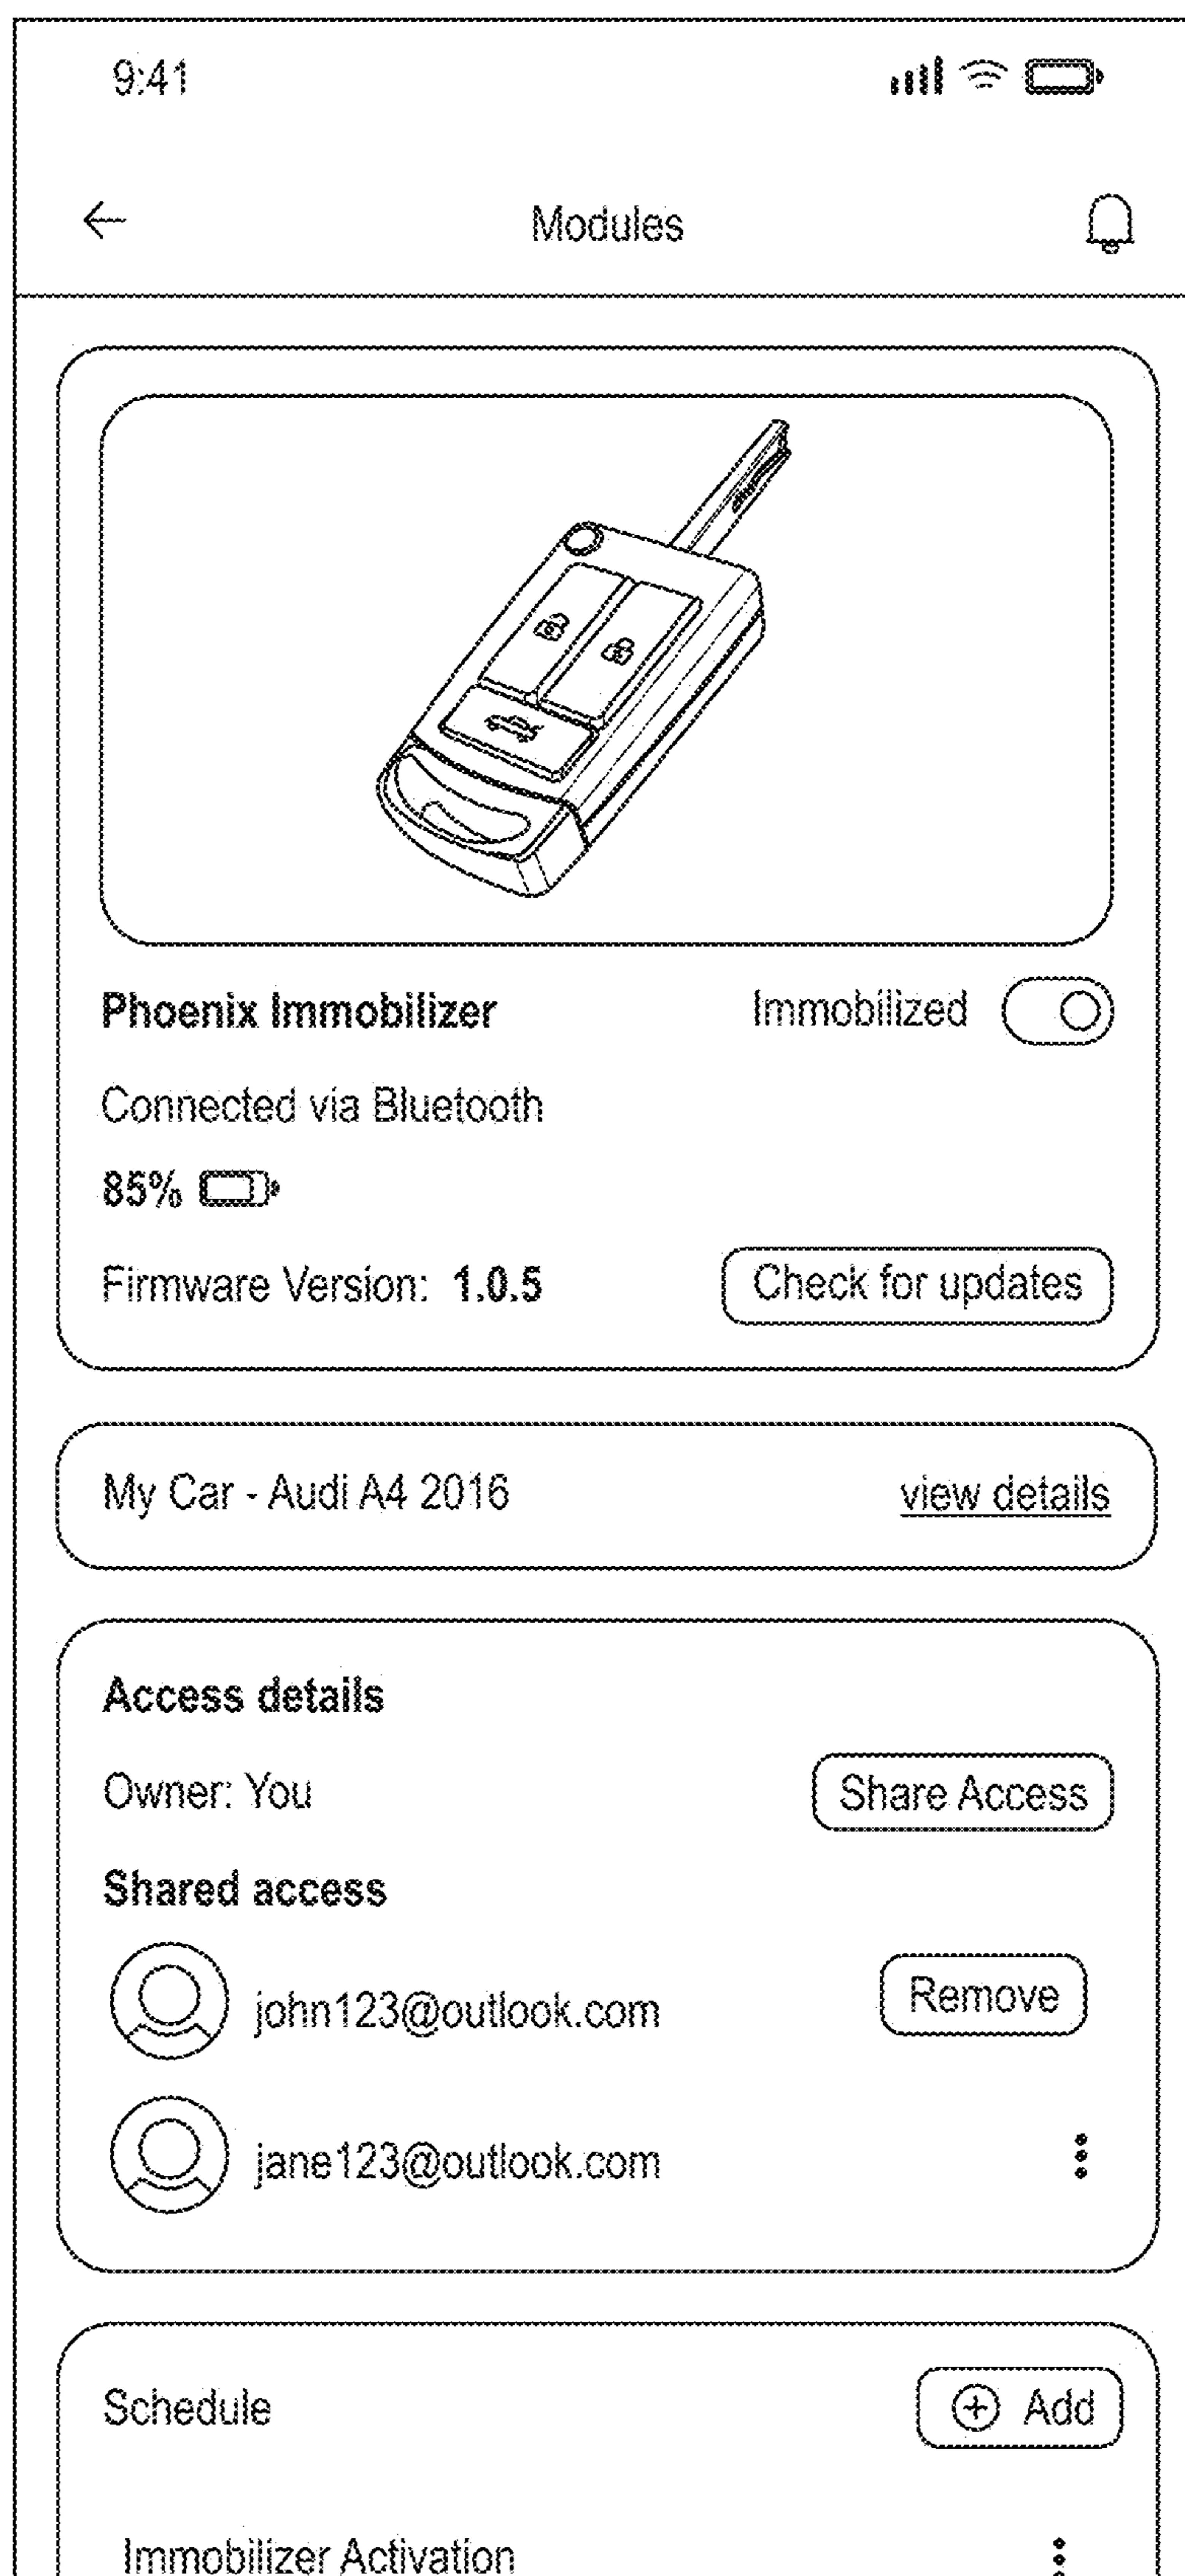 9:41
Modules
Phoenix Immobilizer Immobilized
Connected via Bluetooth
85%
Firmware Version: 1.0.5 Check for updates
My Car - Audi A4 2016 view details
Access details
Owner: You Share Access
Shared access
john123@outlook.com Remove
jane123@outlook.com
Schedule Add
Immobilizer Activation